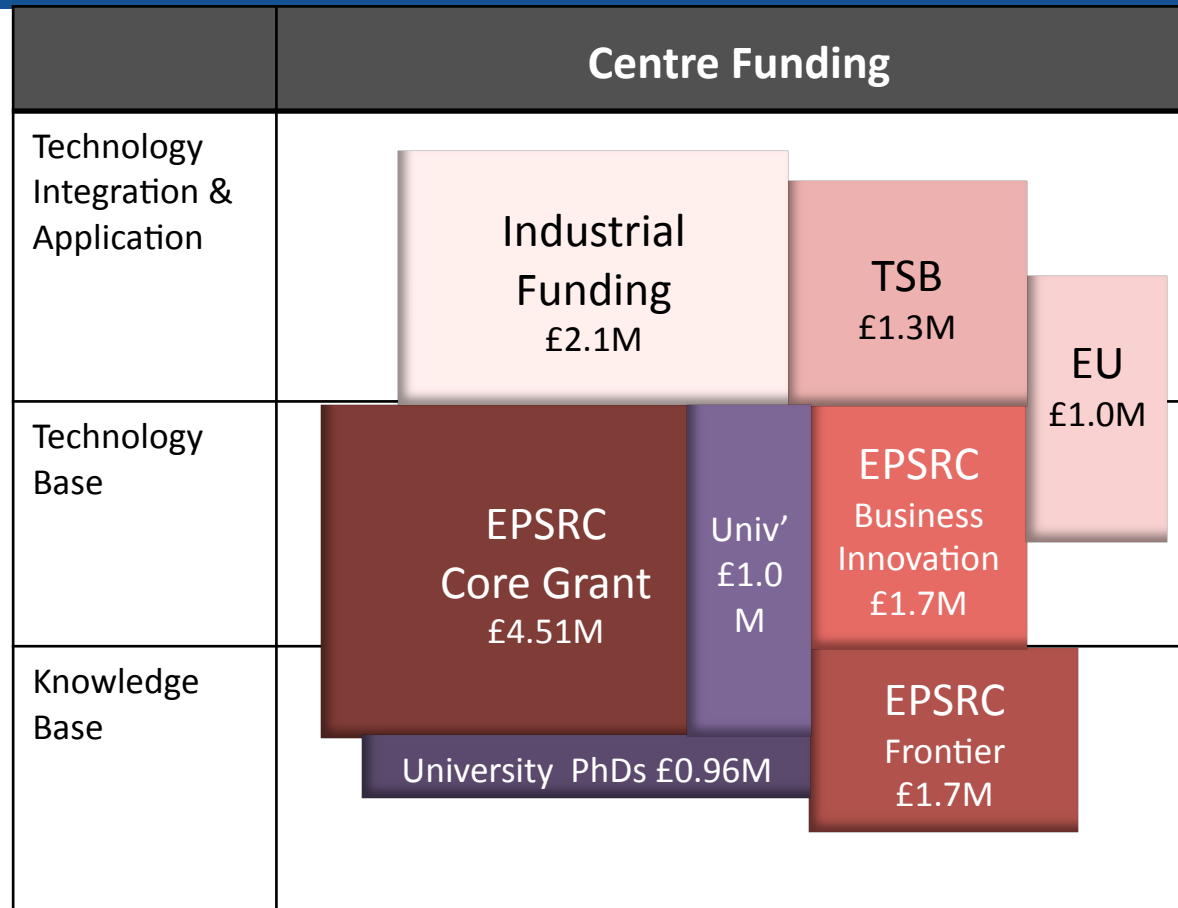 Centre Funding
Technology
Integration &
Application
Industrial
Funding
£2.1M
TSB
£1.3M
EU
£1.0M
Technology
Base
EPSRC
Core Grant
£4.51M
Univ’
£1.0
M
EPSRC
Business
Innovation
£1.7M
Knowledge
Base
University PhDs £0.96M
EPSRC
Frontier
£1.7M